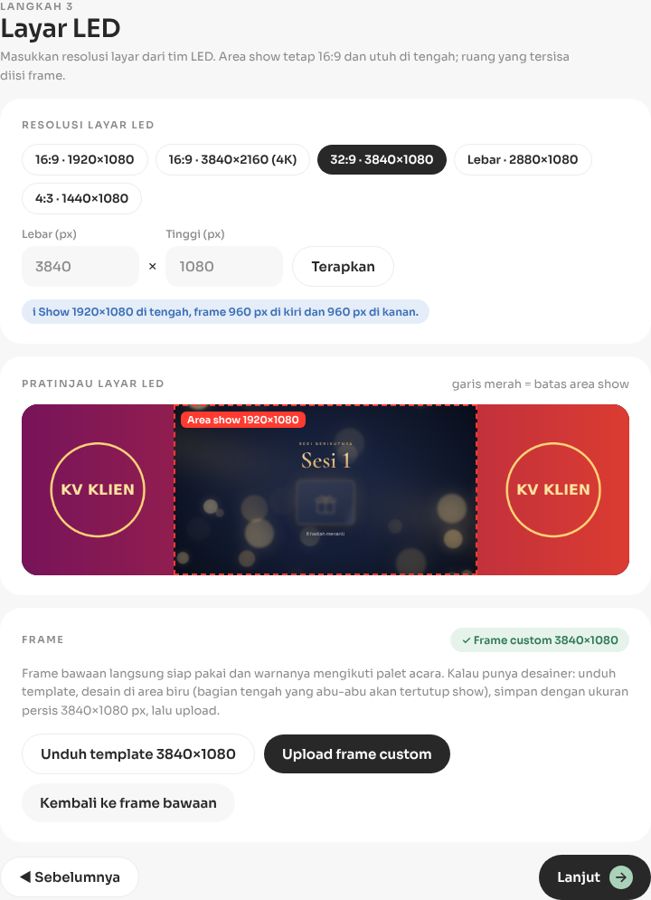 LANGKAH 3
Layar LED
Masukkan resolusi layar dari tim LED. Area show tetap 16:9 dan utuh di tengah; ruang yang tersisa
diisi frame.
RESOLUSI LAYAR LED
16:9 · 1920×1080
16:9 · 3840×2160 (4K)
32:9 · 3840×1080
Lebar · 2880×1080
4:3 · 1440×1080
Lebar (px)
Tinggi (px)
3840 × 1080 Terapkan
i Show 1920×1080 di tengah, frame 960 px di kiri dan 960 px di kanan.
PRATINJAU LAYAR LED
garis merah = batas area show
Area show 1920×1080
SESI BERIKUTNYA
Sesi 1
KV KLIEN
KV KLIEN
hadiah menanti
FRAME
✓ Frame custom 3840×1080
Frame bawaan langsung siap pakai dan warnanya mengikuti palet acara. Kalau punya desainer: unduh
template, desain di area biru (bagian tengah yang abu-abu akan tertutup show), simpan dengan ukuran
persis 3840×1080 px, lalu upload.
Unduh template 3840×1080
Upload frame custom
Kembali ke frame bawaan
◀ Sebelumnya
Lanjut →